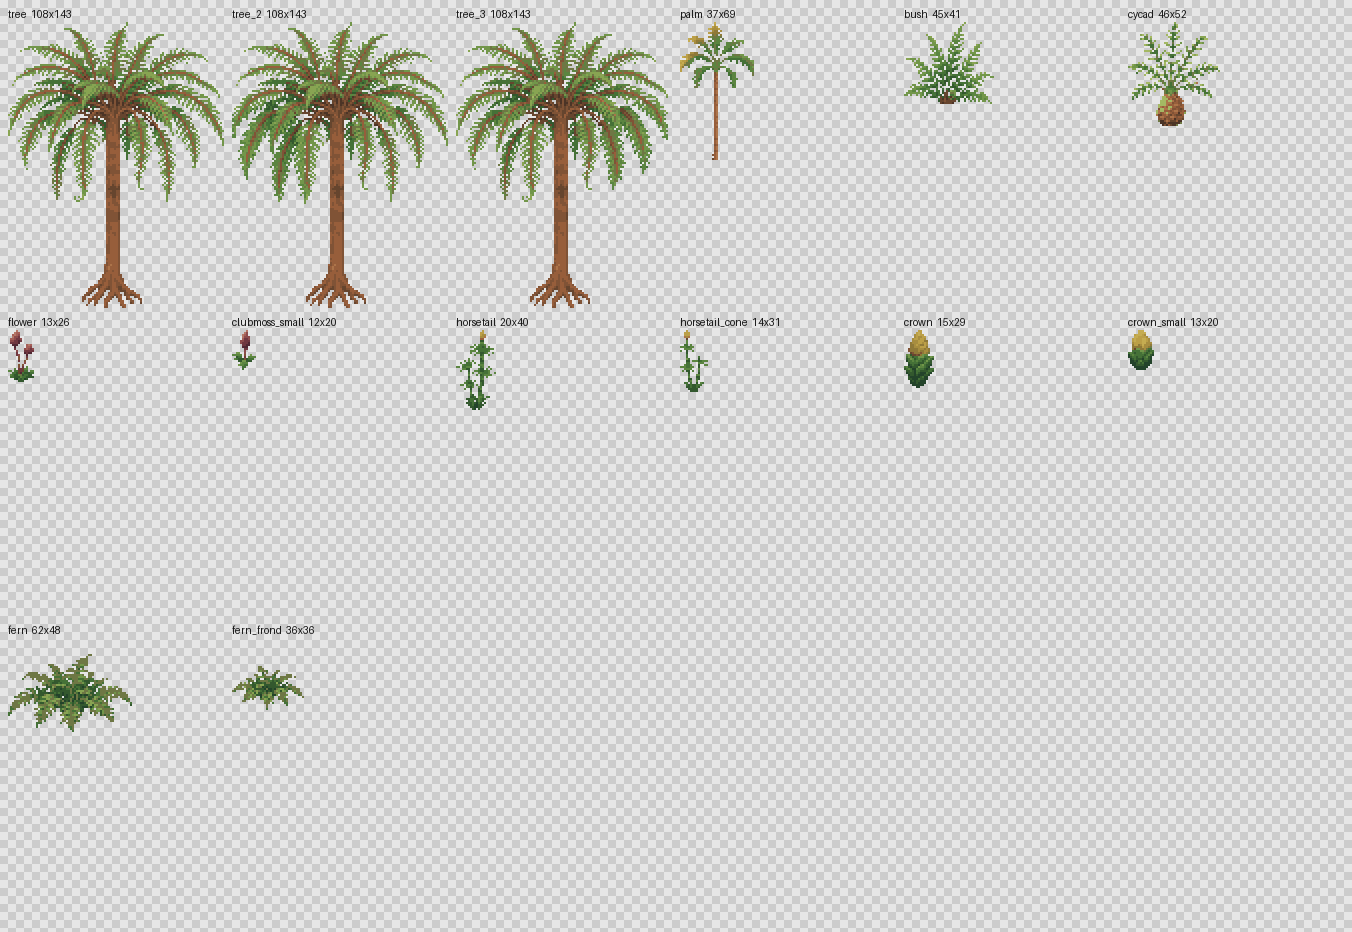 tree 108x143
tree_2 108x143
tree_3 108x143
palm 37x69
bush 45x41
cycad 46x52
flower 13x26
clubmoss_small 12x20
horsetail 20x40
horsetail_cone 14x31
crown 15x29
crown_small 13x20
fern 62x48
fern_frond 36x36